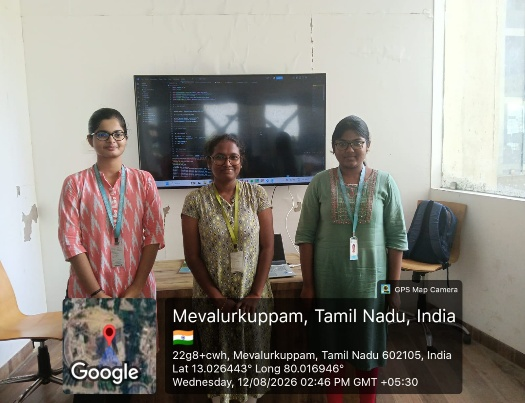 GPS Map Camera
Mevalurkuppam, Tamil Nadu, India
22g8+cwh, Mevalurkuppam, Tamil Nadu 602105, India
Lat 13.026443° Long 80.016946°
Wednesday, 12/08/2026 02:46 PM GMT +05:30
Google